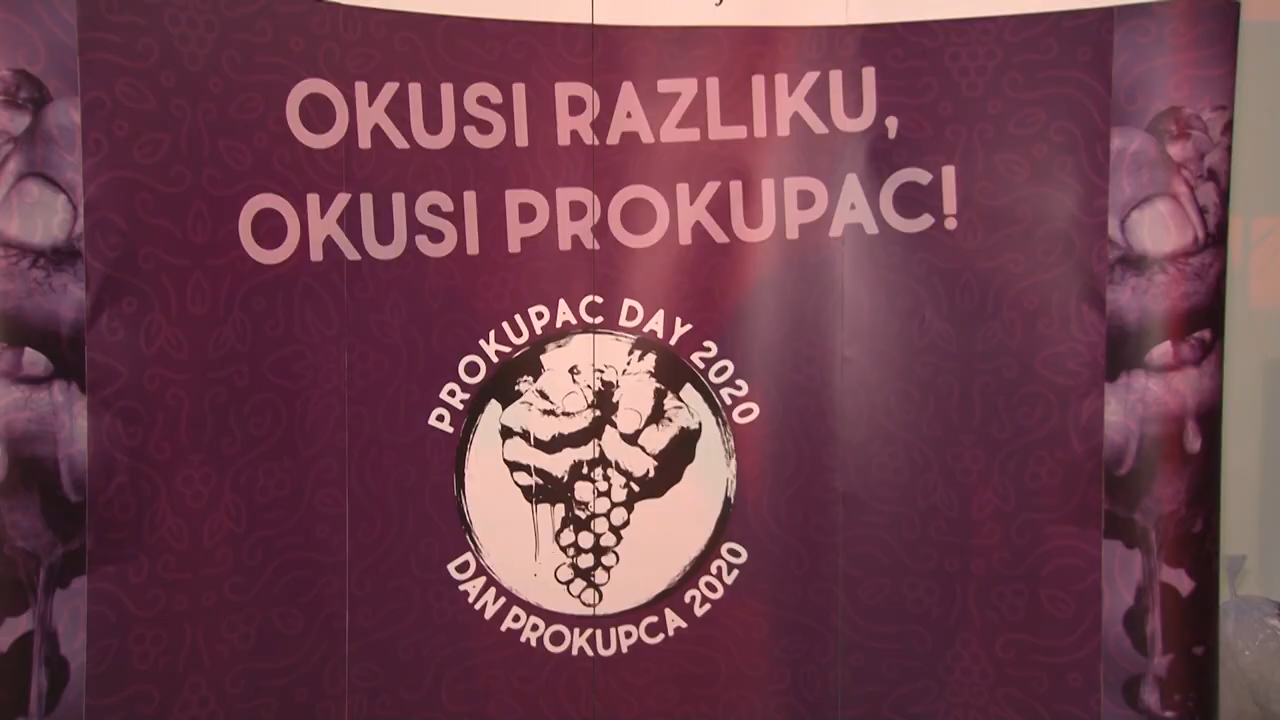 OKUSI RAZLIKU,
OKUSI PROKUPAC!
PROKUPAC DAY 2020
DAN PROKUPCA 2020